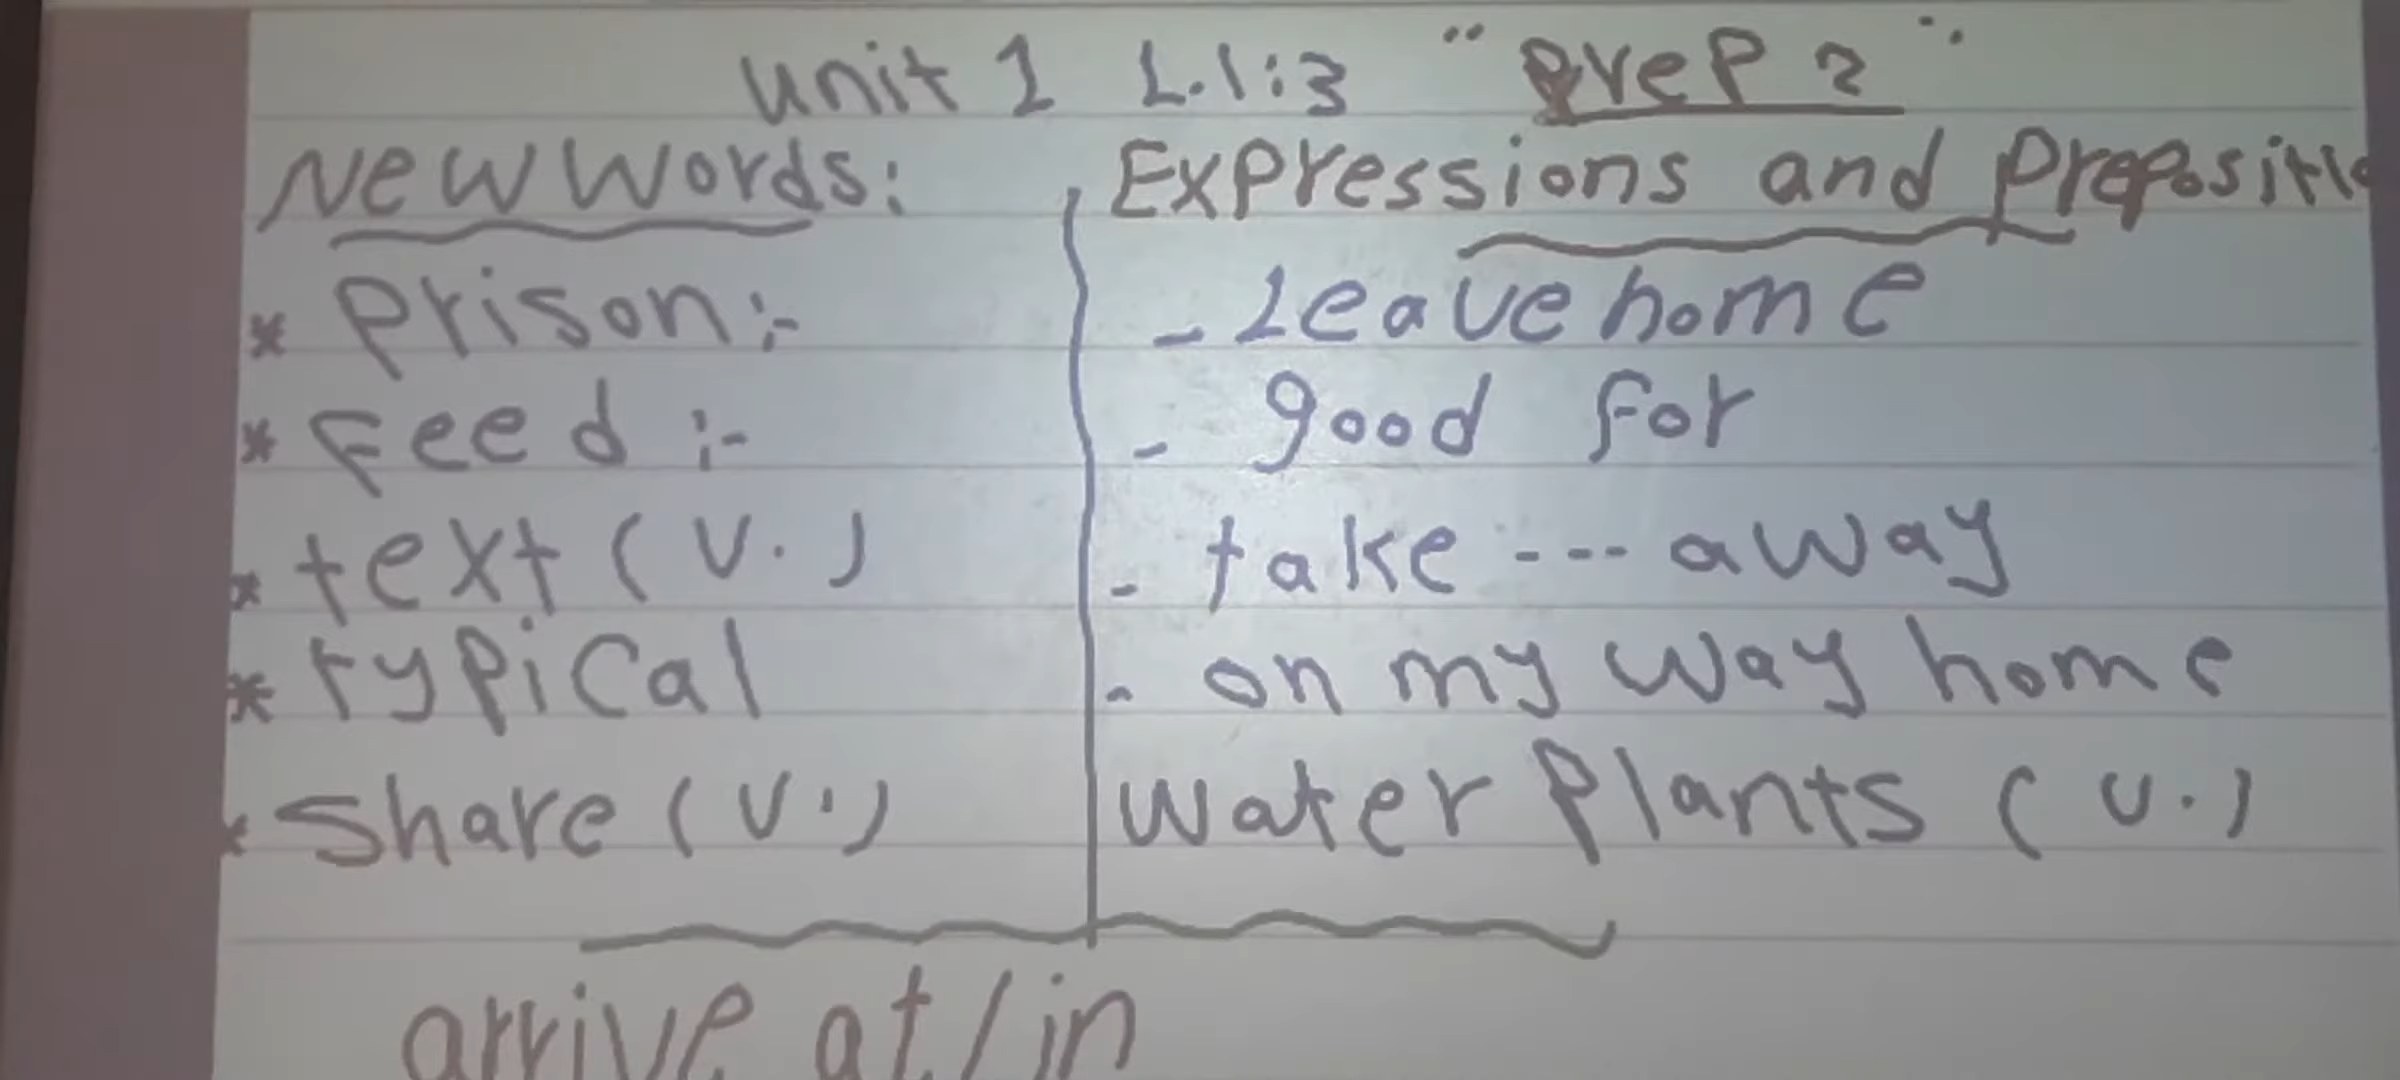 unit 1 L.1:3 "Prep 2"
New Words:
* Prison:-
* Feed :-
* text (v.)
* typical
* share (v.)
Expressions and Prepositio
- Leave home
- good for
- take --- away
- on my way home
water Plants (v.)
arrive at/in